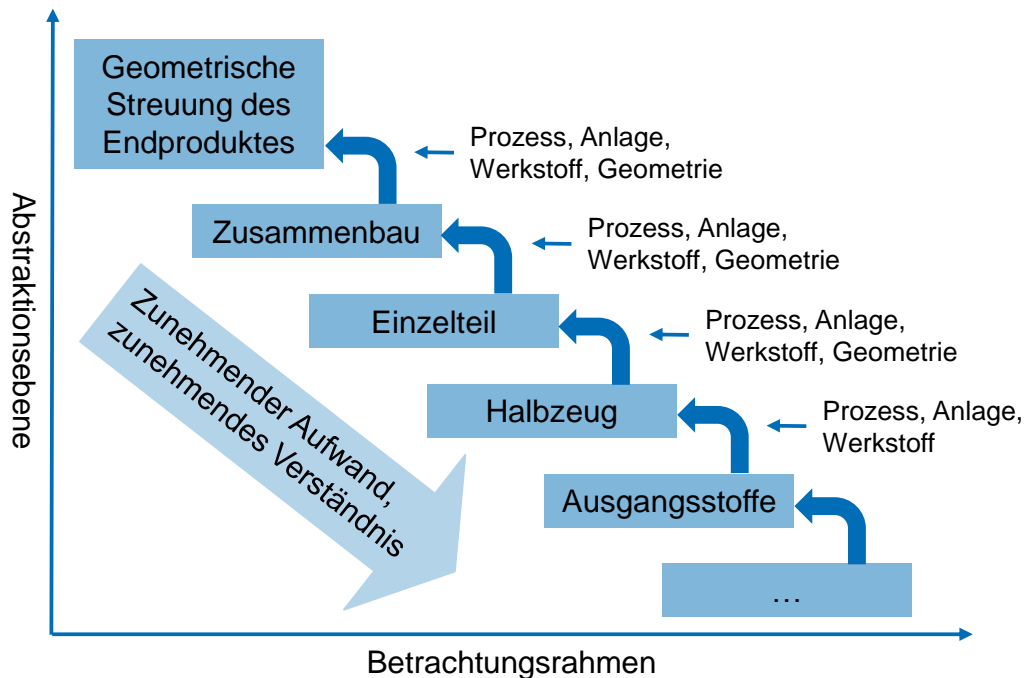 Geometrische
Streuung des
Endproduktes
Prozess, Anlage,
Werkstoff, Geometrie
Zusammenbau
Prozess, Anlage,
Werkstoff, Geometrie
Einzelteil
Prozess, Anlage,
Werkstoff, Geometrie
Halbzeug
Prozess, Anlage,
Werkstoff
Ausgangsstoffe
...
Zunehmender Aufwand,
zunehmendes Verständnis
Abstraktionsebene
Betrachtungsrahmen